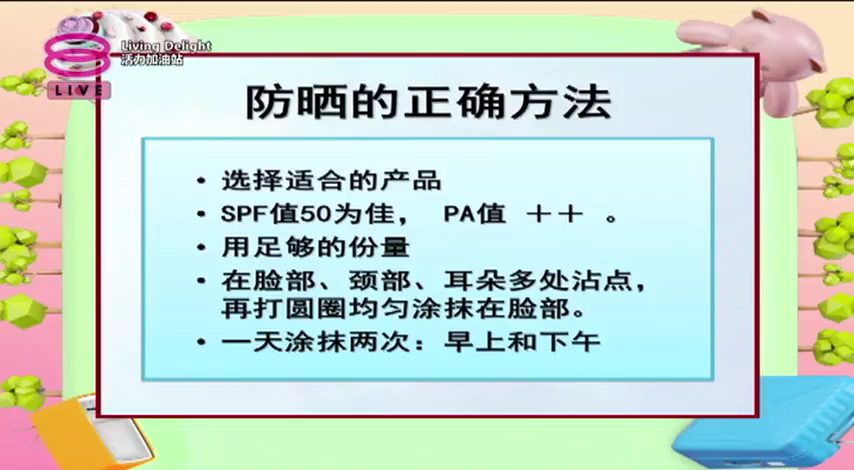 Living Delight
活力加油站
LIVE
防晒的正确方法
• 选择适合的产品
• SPF值50为佳， PA值 ＋＋ 。
• 用足够的份量
• 在脸部、颈部、耳朵多处沾点，
再打圆圈均匀涂抹在脸部。
• 一天涂抹两次：早上和下午